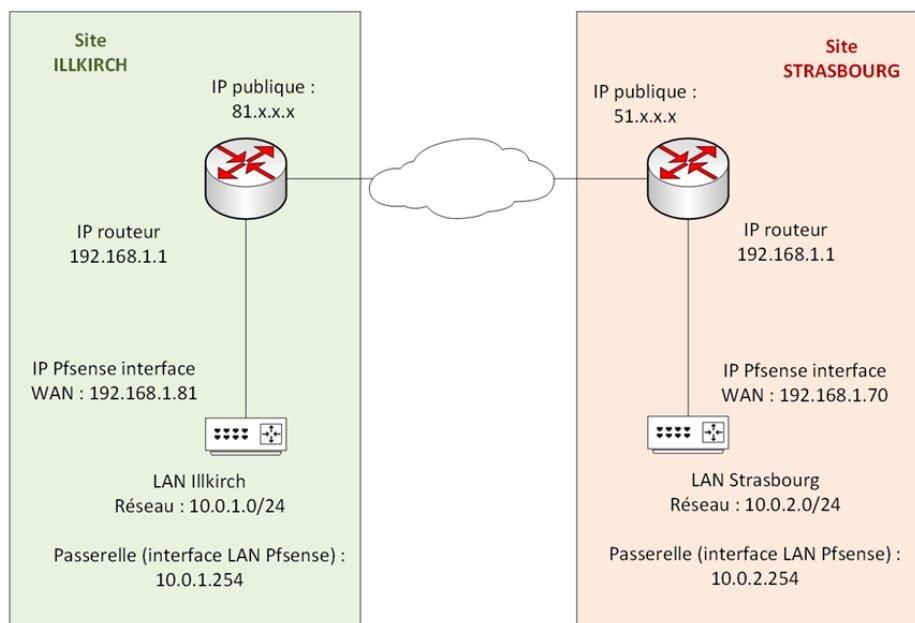 Site
ILLKIRCH
IP publique :
81.x.x.x
IP routeur
192.168.1.1
IP Pfsense interface
WAN : 192.168.1.81
LAN Illkirch
Réseau : 10.0.1.0/24
Passerelle (interface LAN Pfsense) :
10.0.1.254
Site
STRASBOURG
IP publique :
51.x.x.x
IP routeur
192.168.1.1
IP Pfsense interface
WAN : 192.168.1.70
LAN Strasbourg
Réseau : 10.0.2.0/24
Passerelle (interface LAN Pfsense) :
10.0.2.254